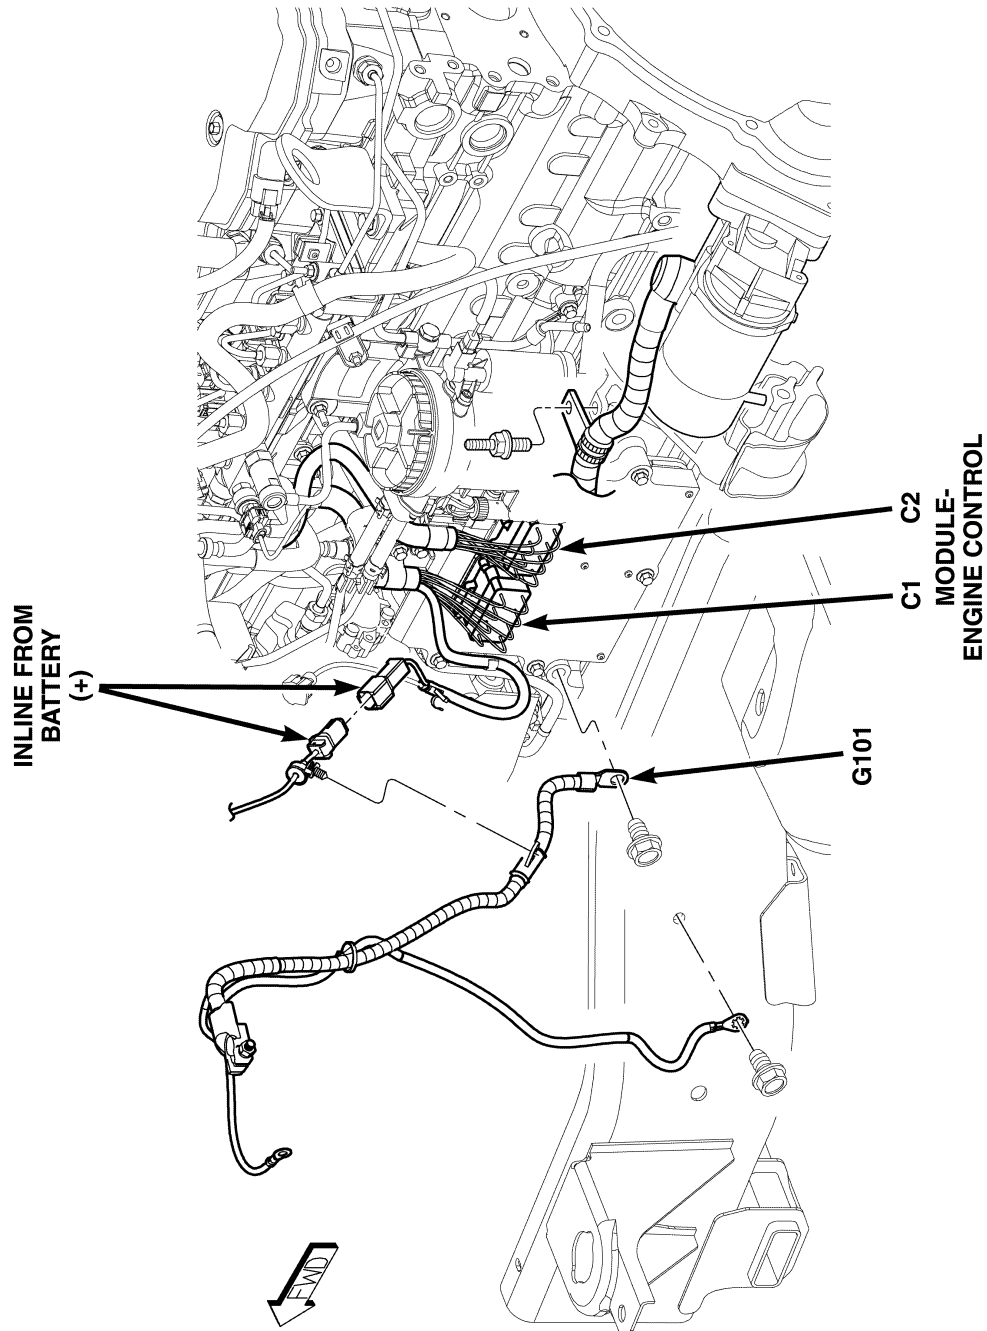 INLINE FROM
BATTERY
(+)
C2
MODULE-
ENGINE CONTROL
C1
G101
FWD